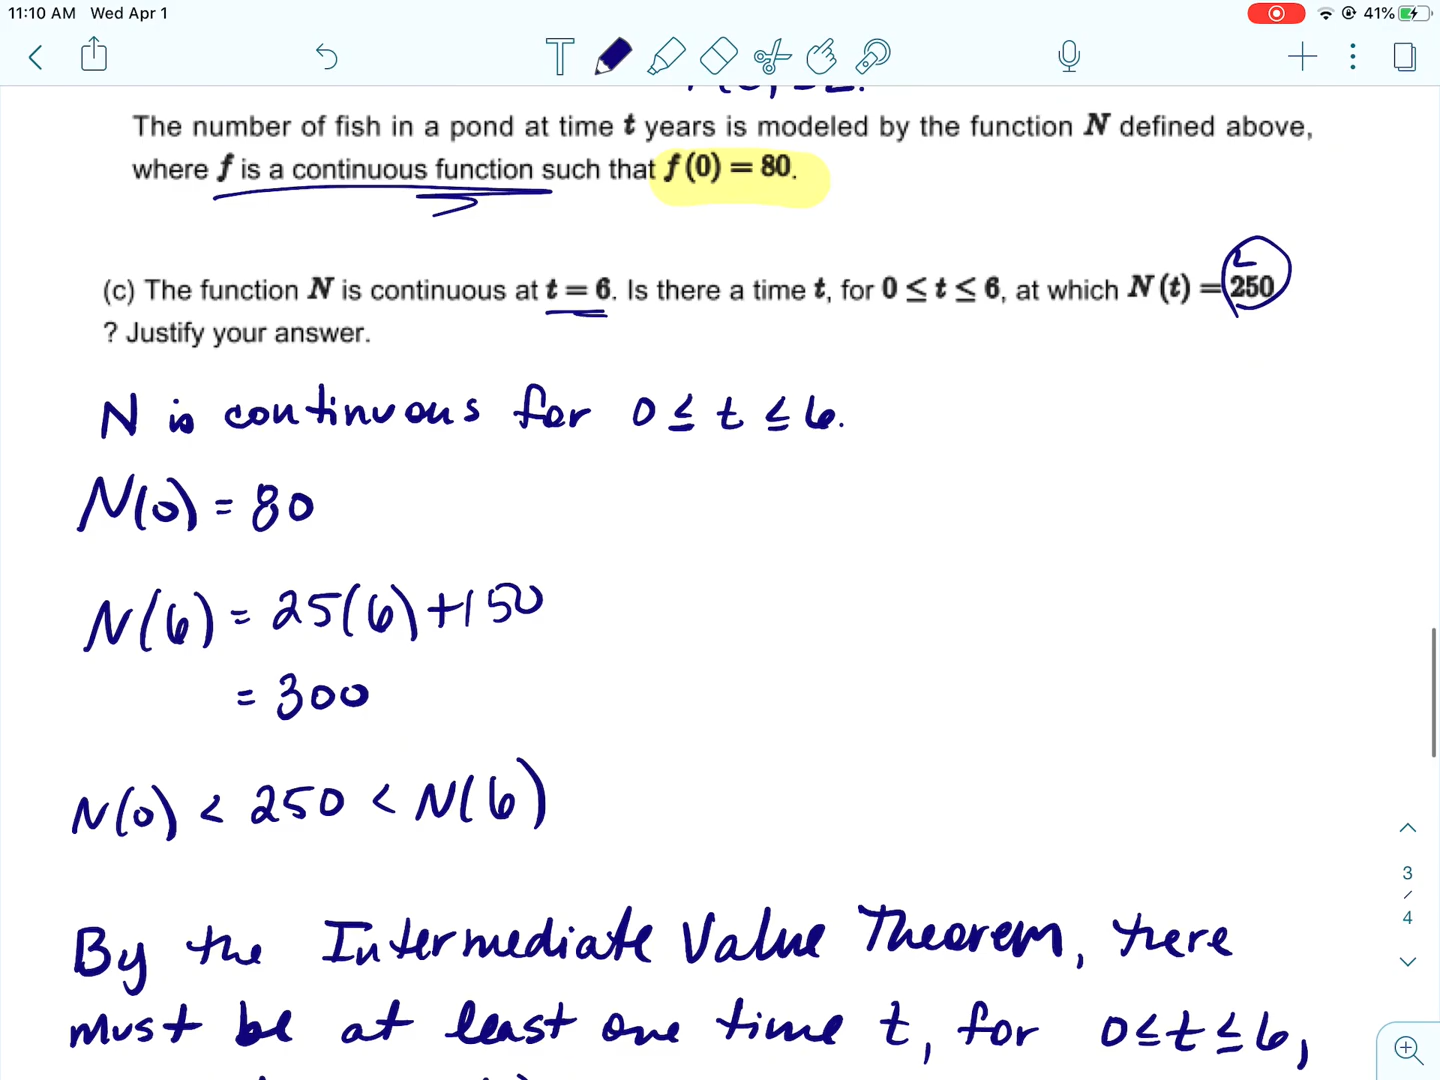 11:10 AM Wed Apr 1
41%
The number of fish in a pond at time t years is modeled by the function N defined above,
where f is a continuous function such that f(0) = 80.
(c) The function N is continuous at t = 6. Is there a time t, for 0 ≤ t ≤ 6, at which N(t) = 250
? Justify your answer.
N is continuous for 0 ≤ t ≤ 6.
N(0) = 80
N(6) = 25(6)+150
= 300
N(0) < 250 < N(6)
By the Intermediate Value Theorem, there
must be at least one time t, for 0≤t≤6,
3
/
4